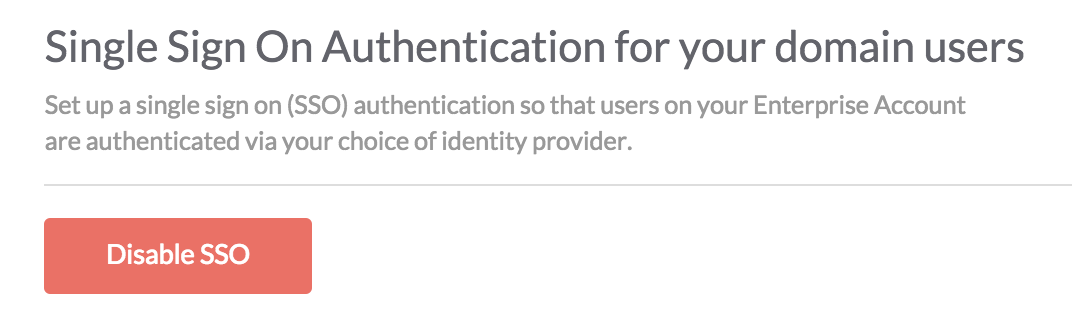 Single Sign On Authentication for your domain users
Set up a single sign on (SSO) authentication so that users on your Enterprise Account
are authenticated via your choice of identity provider.
Disable SSO